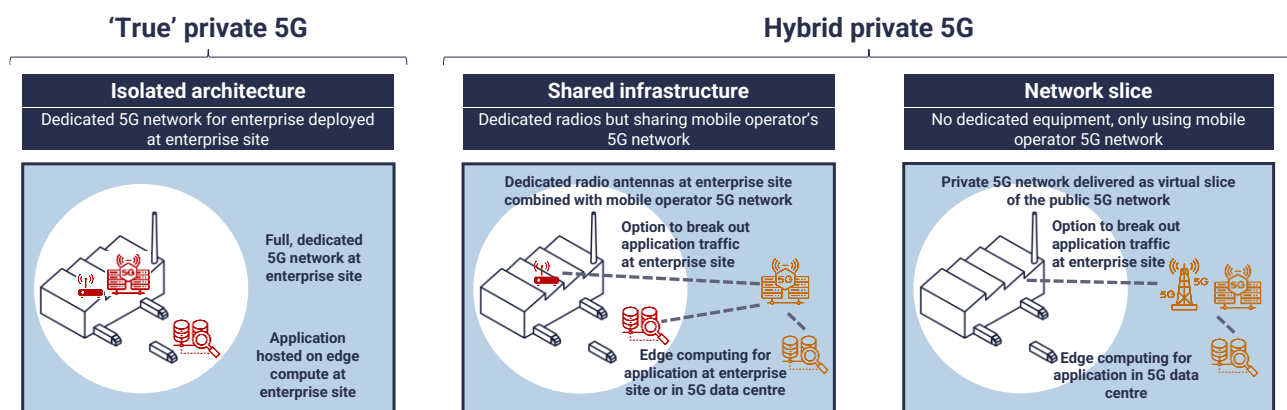 ‘True’ private 5G
Hybrid private 5G
Isolated architecture
Dedicated 5G network for enterprise deployed
at enterprise site
Full, dedicated
5G network at
enterprise site
5G
Application
hosted on edge
compute at
enterprise site
Shared infrastructure
Dedicated radios but sharing mobile operator’s
5G network
Dedicated radio antennas at enterprise site
combined with mobile operator 5G network
Option to break out
application traffic
at enterprise site
5G
Edge computing for
application at enterprise
site or in 5G data centre
Network slice
No dedicated equipment, only using mobile
operator 5G network
Private 5G network delivered as virtual slice
of the public 5G network
Option to break out
application traffic
at enterprise site
5G
5G
5G
Edge computing for
application in 5G data
centre